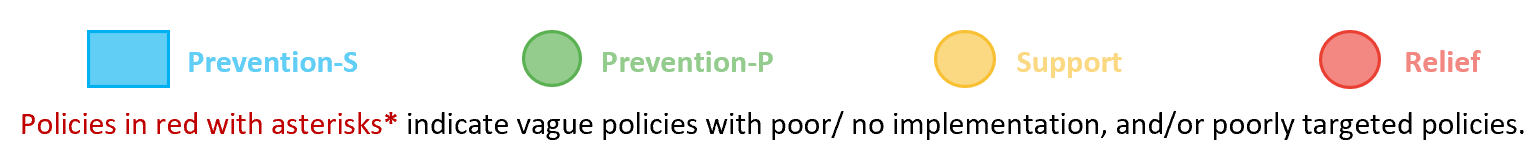 Prevention-S Prevention-P Support Relief
Policies in red with asterisks* indicate vague policies with poor/ no implementation, and/or poorly targeted policies.